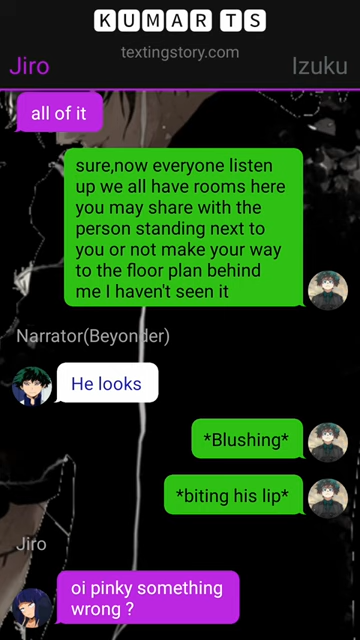 KUMAR TS
textingstory.com
Jiro
Izuku
all of it
sure,now everyone listen
up we all have rooms here
you may share with the
person standing next to
you or not make your way
to the floor plan behind
me I haven't seen it
Narrator(Beyonder)
He looks
*Blushing*
*biting his lip*
Jiro
oi pinky something
wrong ?